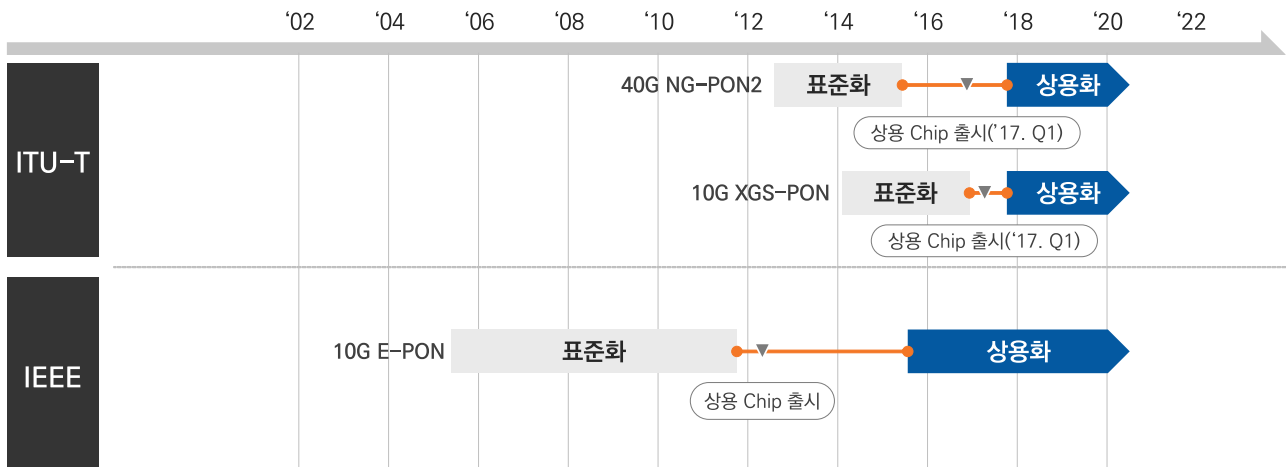 ‘02 ‘04 ‘06 ‘08 ‘10 ‘12 ‘14 ‘16 ‘18 ‘20 ‘22
ITU-T
40G NG-PON2 표준화 상용화
상용 Chip 출시(’17. Q1)
10G XGS-PON 표준화 상용화
상용 Chip 출시(‘17. Q1)
IEEE
10G E-PON 표준화 상용화
상용 Chip 출시